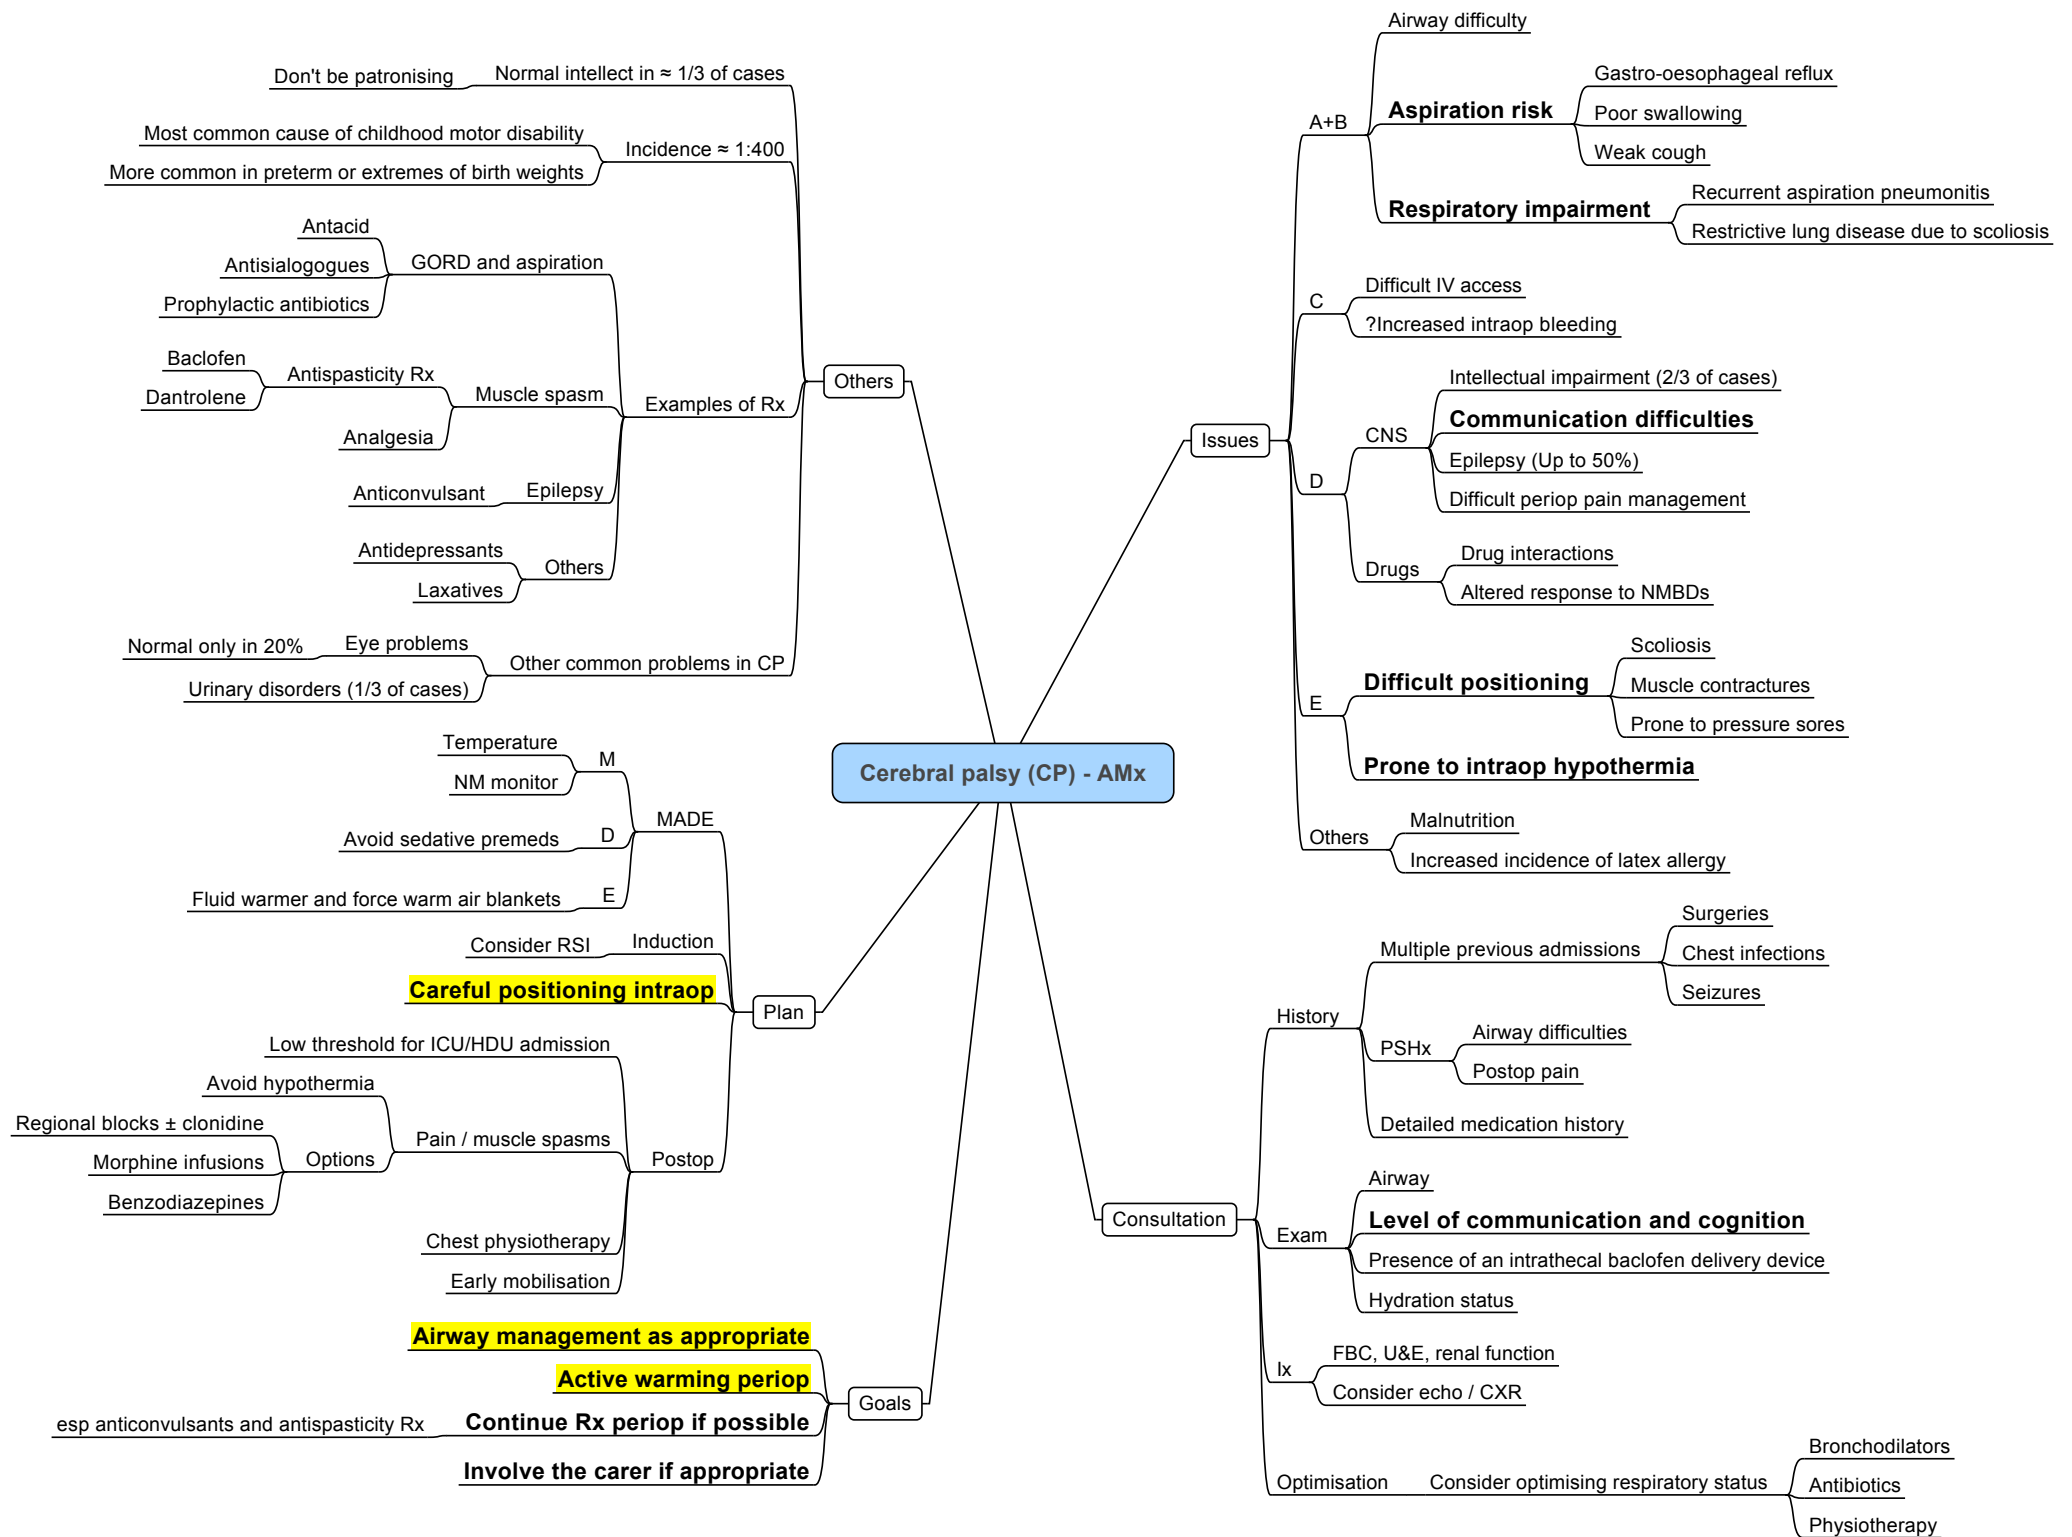 Cerebral palsy (CP) - AMx
Issues
A+B
Airway difficulty
Aspiration risk
Gastro-oesophageal reflux
Poor swallowing
Weak cough
Respiratory impairment
Recurrent aspiration pneumonitis
Restrictive lung disease due to scoliosis
C
Difficult IV access
?Increased intraop bleeding
D
CNS
Intellectual impairment (2/3 of cases)
Communication difficulties
Epilepsy (Up to 50%)
Difficult periop pain management
Drugs
Drug interactions
Altered response to NMBDs
E
Difficult positioning
Scoliosis
Muscle contractures
Prone to pressure sores
Prone to intraop hypothermia
Others
Malnutrition
Increased incidence of latex allergy
Consultation
History
Multiple previous admissions
Surgeries
Chest infections
Seizures
PSHx
Airway difficulties
Postop pain
Detailed medication history
Exam
Airway
Level of communication and cognition
Presence of an intrathecal baclofen delivery device
Hydration status
Ix
FBC, U&E, renal function
Consider echo / CXR
Optimisation
Consider optimising respiratory status
Bronchodilators
Antibiotics
Physiotherapy
Goals
Airway management as appropriate
Active warming periop
Continue Rx periop if possible
esp anticonvulsants and antispasticity Rx
Involve the carer if appropriate
Plan
MADE
M
Temperature
NM monitor
D
Avoid sedative premeds
E
Fluid warmer and force warm air blankets
Induction
Consider RSI
Careful positioning intraop
Postop
Low threshold for ICU/HDU admission
Pain / muscle spasms
Avoid hypothermia
Options
Regional blocks ± clonidine
Morphine infusions
Benzodiazepines
Chest physiotherapy
Early mobilisation
Others
Normal intellect in ≈ 1/3 of cases
Don't be patronising
Incidence ≈ 1:400
Most common cause of childhood motor disability
More common in preterm or extremes of birth weights
Examples of Rx
GORD and aspiration
Antacid
Antisialogogues
Prophylactic antibiotics
Muscle spasm
Antispasticity Rx
Baclofen
Dantrolene
Analgesia
Epilepsy
Anticonvulsant
Others
Antidepressants
Laxatives
Other common problems in CP
Eye problems
Normal only in 20%
Urinary disorders (1/3 of cases)